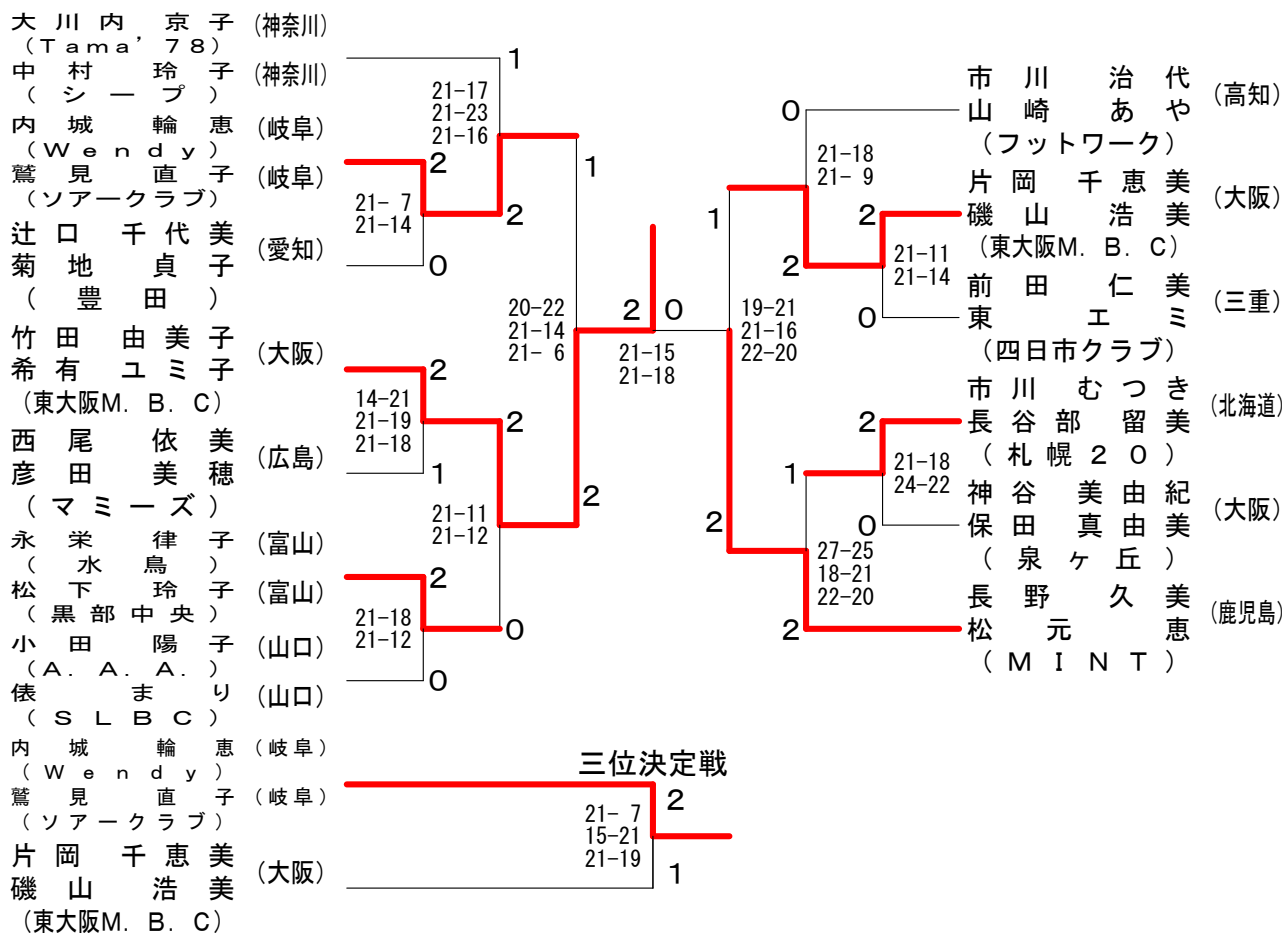 大川内 京子 (神奈川)
(Tama' 78)
中村 玲子 (神奈川)
(シープ)
内城 輪恵 (岐阜)
(Wendy)
鷲見 直子 (岐阜)
(ソアークラブ)
辻口 千代美
菊地 貞子
(豊田)
(愛知)
竹田 由美子
希有 ユミ子
(東大阪M. B. C)
(大阪)
西尾 依美
彦田 美穂
(マミーズ)
(広島)
永栄 律子 (富山)
(水鳥)
松下 玲子 (富山)
(黒部中央)
小田 陽子 (山口)
(A. A. A.)
俵 まり (山口)
(SLBC)
1
21-17
21-23
21-16
2
2
21- 7
21-14
0
1
20-22
21-14
21- 6
2
2
14-21
21-19
21-18
1
2
21-11
21-12
0
2
21-18
21-12
0
2
0
21-15
21-18
1
19-21
21-16
22-20
2
0
21-18
21- 9
2
2
21-11
21-14
0
2
21-18
24-22
0
1
27-25
18-21
22-20
2
市川 治代
山崎 あや
(フットワーク)
(高知)
片岡 千恵美
磯山 浩美
(東大阪M. B. C)
(大阪)
前田 仁美
東 エミ
(四日市クラブ)
(三重)
市川 むつき
長谷部 留美
(札幌20)
(北海道)
神谷 美由紀
保田 真由美
(泉ヶ丘)
(大阪)
長野 久美
松元 恵
(MINT)
(鹿児島)
三位決定戦
内城 輪恵 (岐阜)
(Wendy)
鷲見 直子 (岐阜)
(ソアークラブ)
片岡 千恵美
磯山 浩美
(東大阪M. B. C)
(大阪)
2
21- 7
15-21
21-19
1